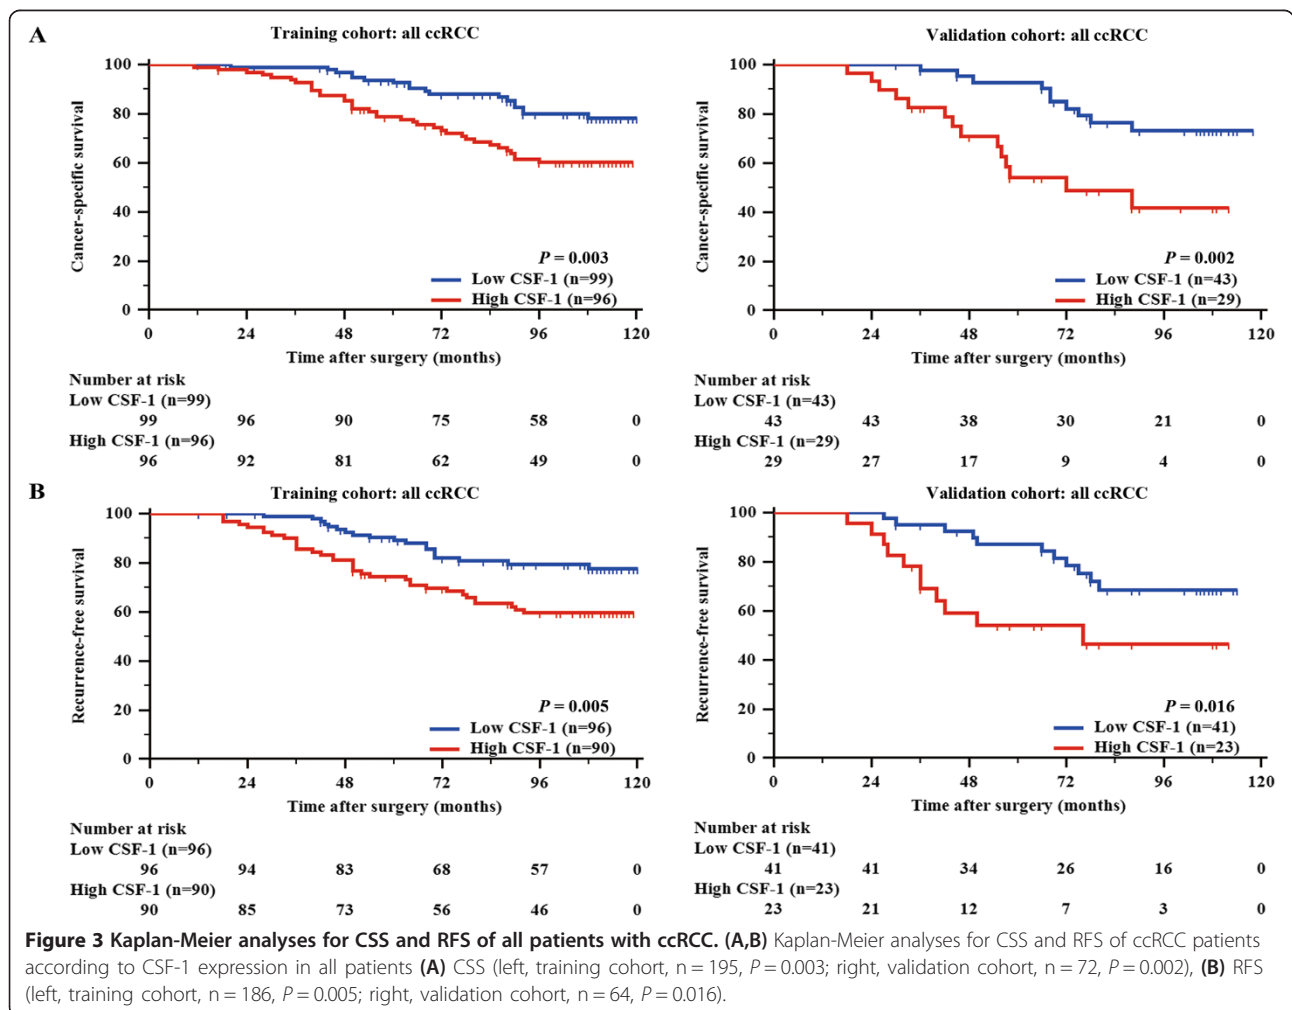 A
Training cohort: all ccRCC
100
80
60
40
20
0
Cancer-specific survival
P = 0.003
Low CSF-1 (n=99)
High CSF-1 (n=96)
0 24 48 72 96 120
Time after surgery (months)
Number at risk
Low CSF-1 (n=99)
99 96 90 75 58 0
High CSF-1 (n=96)
96 92 81 62 49 0
Validation cohort: all ccRCC
100
80
60
40
20
0
Cancer-specific survival
P = 0.002
Low CSF-1 (n=43)
High CSF-1 (n=29)
0 24 48 72 96 120
Time after surgery (months)
Number at risk
Low CSF-1 (n=43)
43 43 38 30 21 0
High CSF-1 (n=29)
29 27 17 9 4 0
B
Training cohort: all ccRCC
100
80
60
40
20
0
Recurrence-free survival
P = 0.005
Low CSF-1 (n=96)
High CSF-1 (n=90)
0 24 48 72 96 120
Time after surgery (months)
Number at risk
Low CSF-1 (n=96)
96 94 83 68 57 0
High CSF-1 (n=90)
90 85 73 56 46 0
Validation cohort: all ccRCC
100
80
60
40
20
0
Recurrence-free survival
P = 0.016
Low CSF-1 (n=41)
High CSF-1 (n=23)
0 24 48 72 96 120
Time after surgery (months)
Number at risk
Low CSF-1 (n=41)
41 41 34 26 16 0
High CSF-1 (n=23)
23 21 12 7 3 0
Figure 3 Kaplan-Meier analyses for CSS and RFS of all patients with ccRCC. (A,B) Kaplan-Meier analyses for CSS and RFS of ccRCC patients
according to CSF-1 expression in all patients (A) CSS (left, training cohort, n = 195, P = 0.003; right, validation cohort, n = 72, P = 0.002), (B) RFS
(left, training cohort, n = 186, P = 0.005; right, validation cohort, n = 64, P = 0.016).